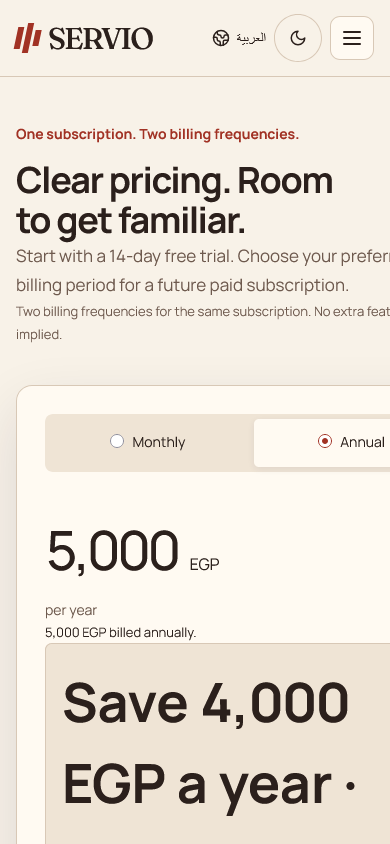 SERVIO
العربية
One subscription. Two billing frequencies.
Clear pricing. Room
to get familiar.
Start with a 14-day free trial. Choose your
billing period for a future paid subscription.
Two billing frequencies for the same subscription. No extra
implied.
Monthly
Annual
5,000 EGP
per year
5,000 EGP billed annually.
Save 4,000
EGP a year ·